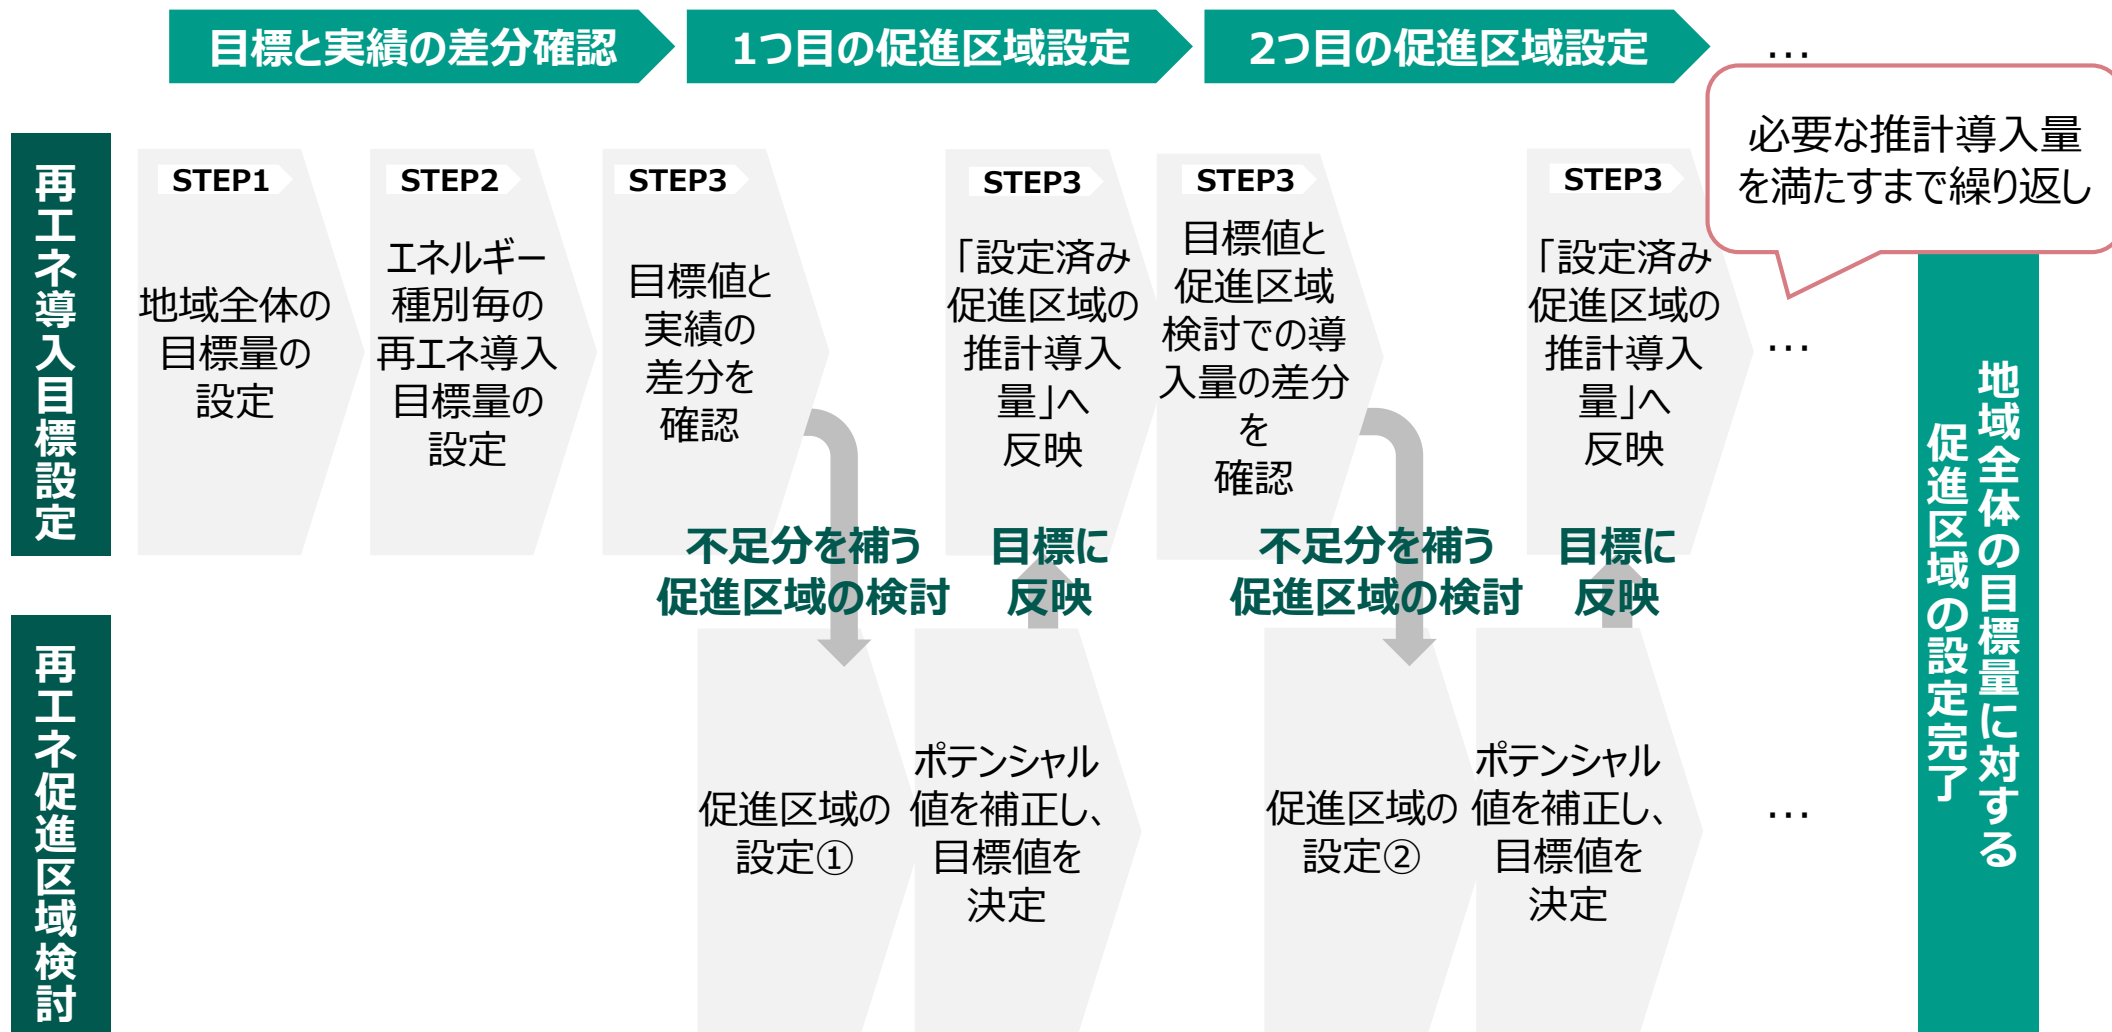 目標と実績の差分確認
1つ目の促進区域設定
2つ目の促進区域設定
…
必要な推計導入量
を満たすまで繰り返し
再エネ導入目標設定
STEP1
地域全体の
目標量の
設定
STEP2
エネルギー
種別毎の
再エネ導入
目標量の
設定
STEP3
目標値と
実績の
差分を
確認
STEP3
「設定済み
促進区域の
推計導入
量」へ
反映
STEP3
目標値と
促進区域
検討での導
入量の差分
を
確認
STEP3
「設定済み
促進区域の
推計導入
量」へ
反映
…
不足分を補う
促進区域の検討
目標に
反映
不足分を補う
促進区域の検討
目標に
反映
再エネ促進区域検討
促進区域の
設定①
ポテンシャル
値を補正し、
目標値を
決定
促進区域の
設定②
ポテンシャル
値を補正し、
目標値を
決定
…
地域全体の目標量に対する
促進区域の設定完了